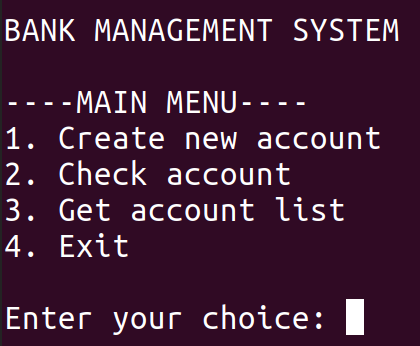 BANK MANAGEMENT SYSTEM
----MAIN MENU----
1. Create new account
2. Check account
3. Get account list
4. Exit
Enter your choice: